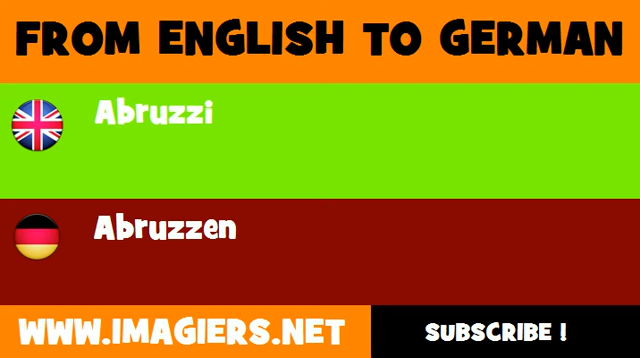 FROM ENGLISH TO GERMAN
Abruzzi
Abruzzen
WWW.IMAGIERS.NET
SUBSCRIBE !